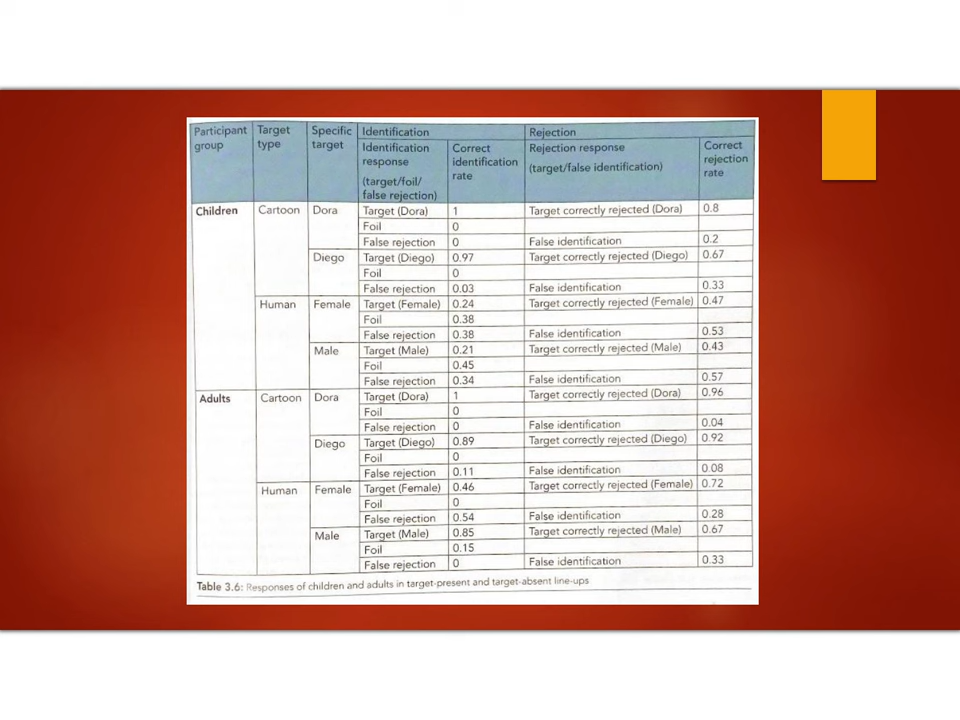 Participant group Target type Specific target Identification Rejection
Identification response (target/foil/ false rejection) Correct identification rate Rejection response (target/false identification) Correct rejection rate
Children Cartoon Dora Target (Dora) 1 Target correctly rejected (Dora) 0.8
Foil 0
False rejection 0 False identification 0.2
Diego Target (Diego) 0.97 Target correctly rejected (Diego) 0.67
Foil 0
False rejection 0.03 False identification 0.33
Human Female Target (Female) 0.24 Target correctly rejected (Female) 0.47
Foil 0.38
False rejection 0.38 False identification 0.53
Male Target (Male) 0.21 Target correctly rejected (Male) 0.43
Foil 0.45
False rejection 0.34 False identification 0.57
Adults Cartoon Dora Target (Dora) 1 Target correctly rejected (Dora) 0.96
Foil 0
False rejection 0 False identification 0.04
Diego Target (Diego) 0.89 Target correctly rejected (Diego) 0.92
Foil 0
False rejection 0.11 False identification 0.08
Human Female Target (Female) 0.46 Target correctly rejected (Female) 0.72
Foil 0
False rejection 0.54 False identification 0.28
Male Target (Male) 0.85 Target correctly rejected (Male) 0.67
Foil 0.15
False rejection 0 False identification 0.33
Table 3.6: Responses of children and adults in target-present and target-absent line-ups